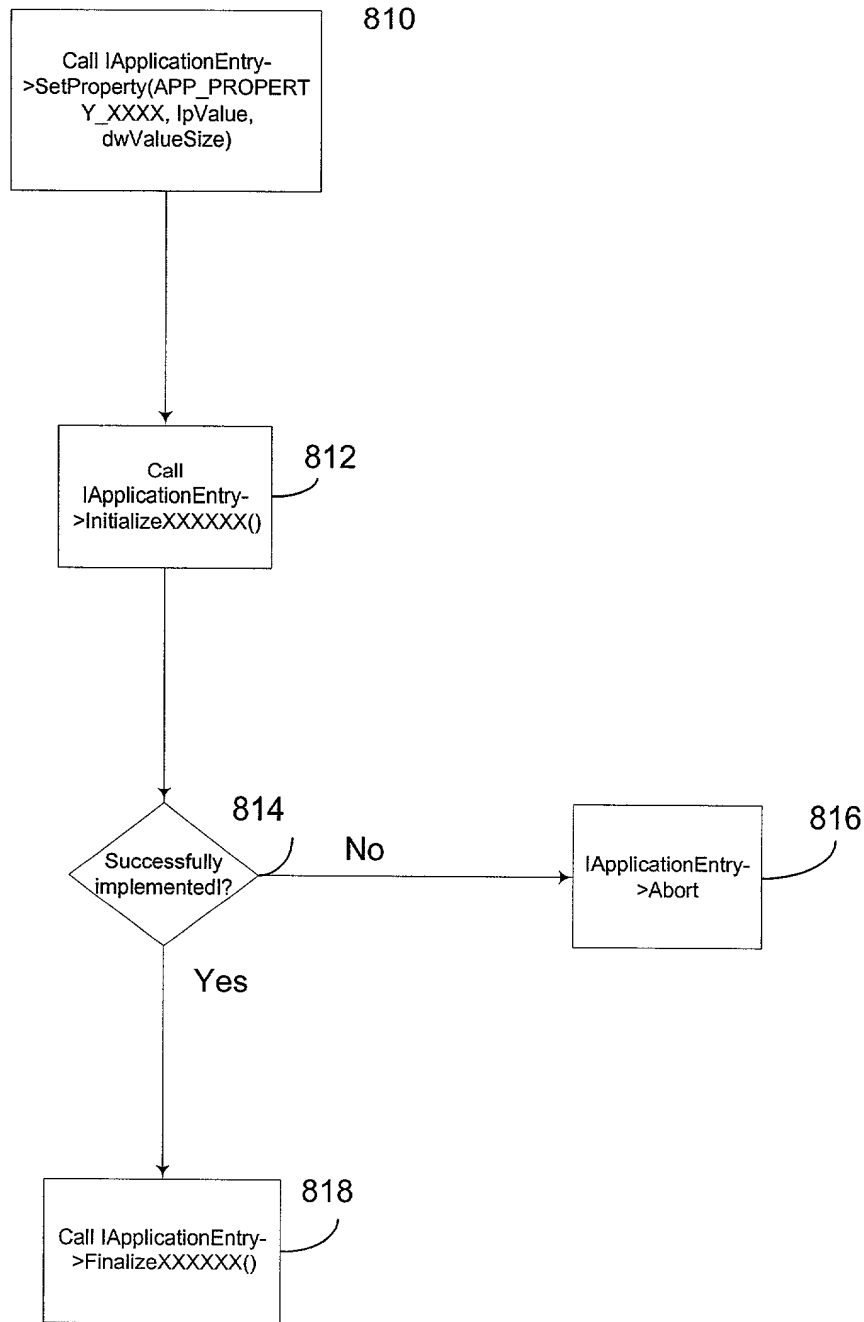 810
Call IApplicationEntry-
>SetProperty(APP_PROPERT
Y_XXXX, lpValue,
dwValueSize)
Call
IApplicationEntry-
>InitializeXXXXXX()
812
Successfully
implementedl?
814
No
IApplicationEntry-
>Abort
816
Yes
Call IApplicationEntry-
>FinalizeXXXXXX()
818